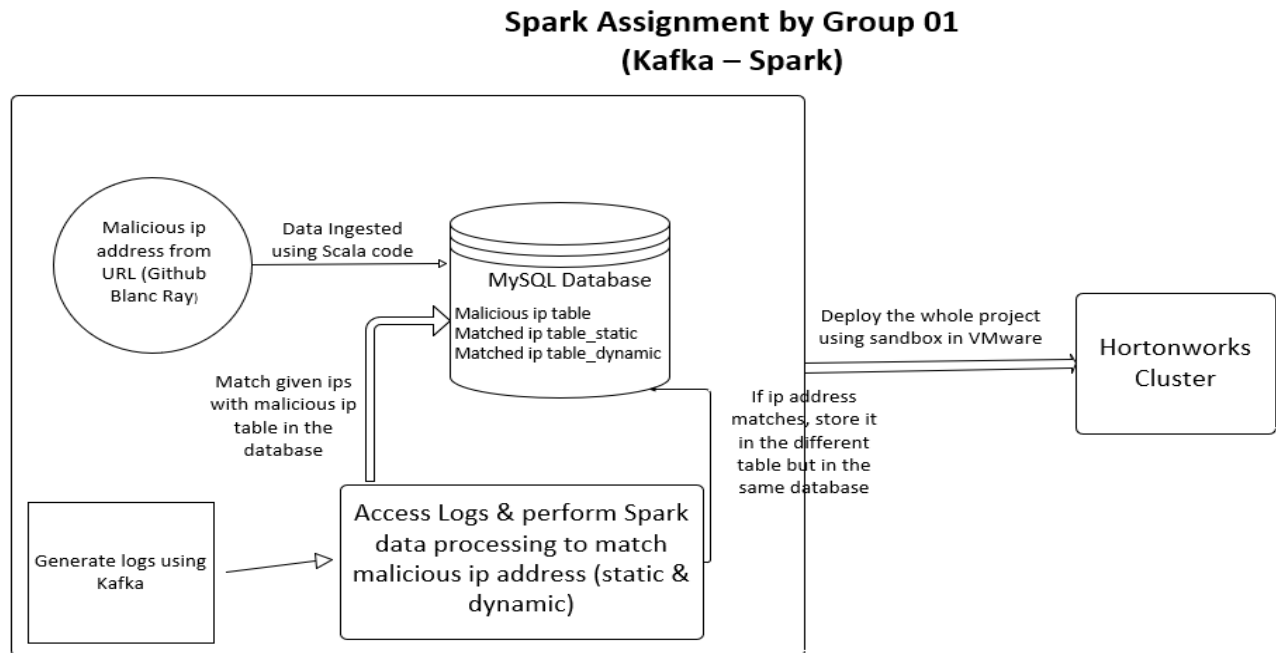 Spark Assignment by Group 01
(Kafka – Spark)
Malicious ip
address from
URL (Github
Blanc Ray)
Data Ingested
using Scala code
MySQL Database
Malicious ip table
Matched ip table_static
Matched ip table_dynamic
Match given ips
with malicious ip
table in the
database
Deploy the whole project
using sandbox in VMware
Hortonworks
Cluster
If ip address
matches, store it
in the different
table but in the
same database
Generate logs using
Kafka
Access Logs & perform Spark
data processing to match
malicious ip address (static &
dynamic)